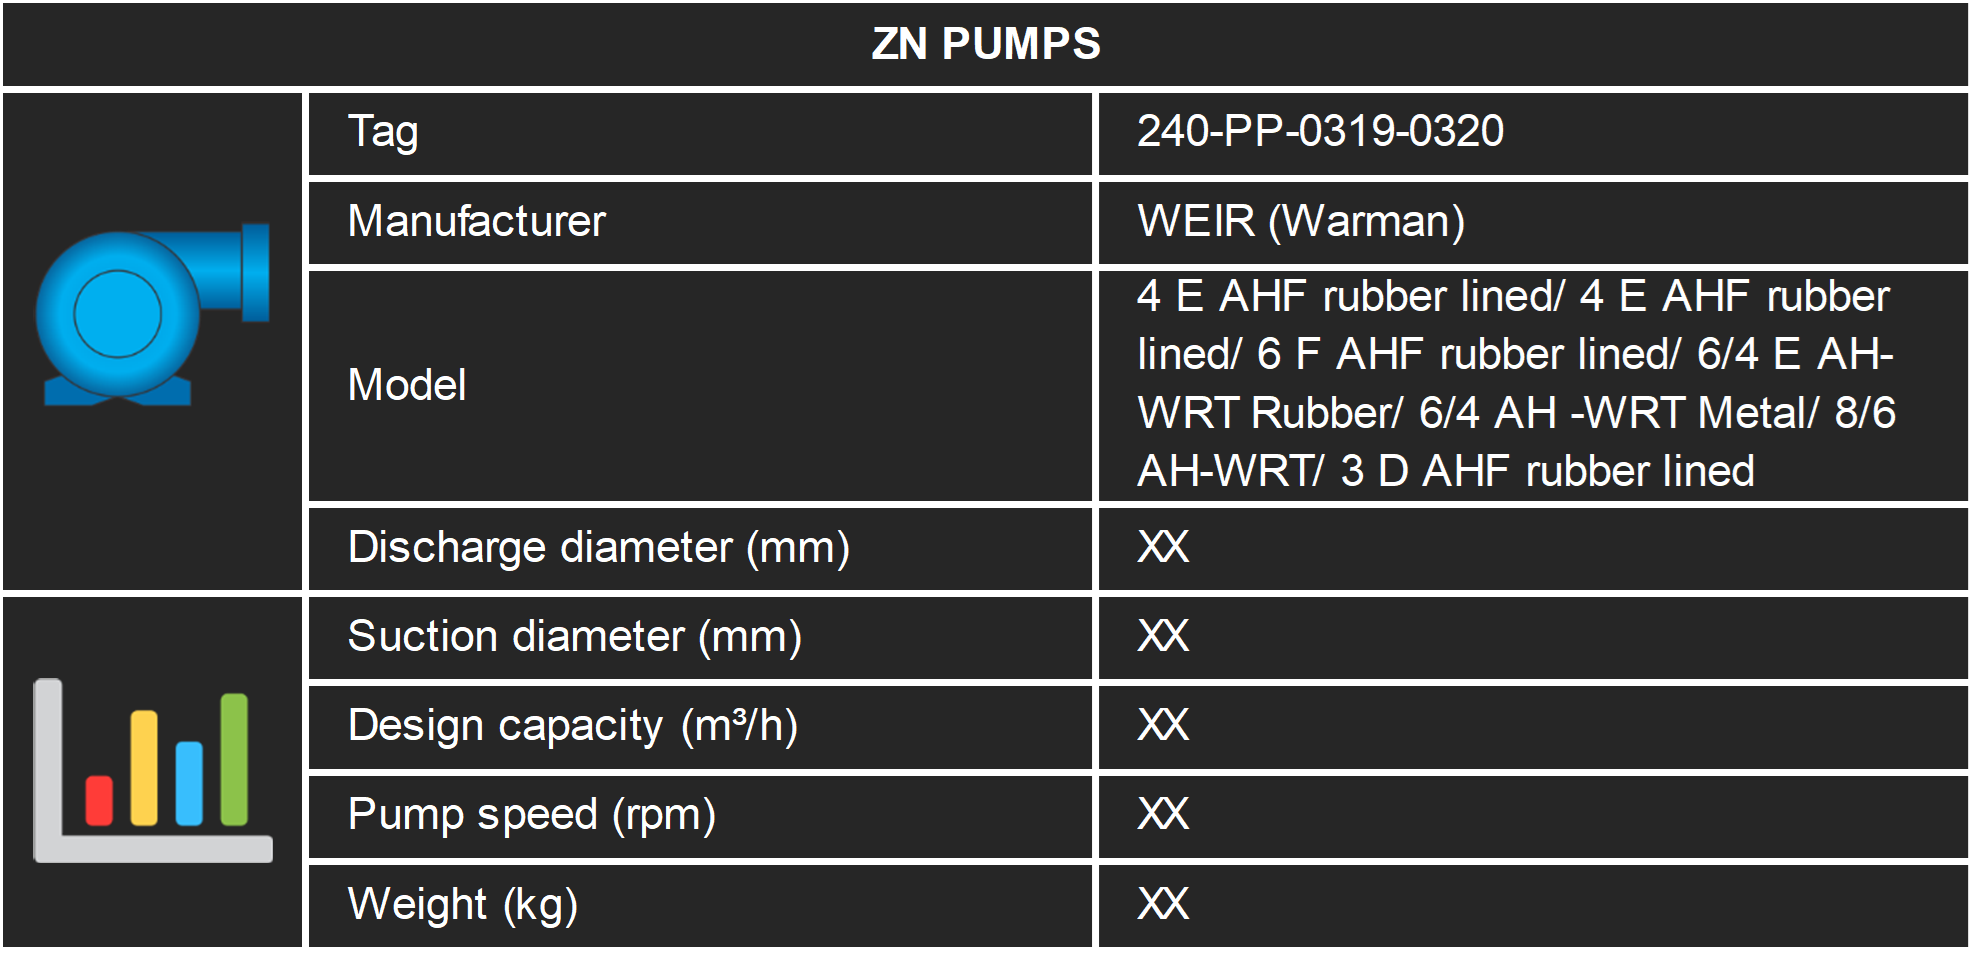 ZN PUMPS
Tag
240-PP-0319-0320
Manufacturer
WEIR (Warman)
Model
4 E AHF rubber lined/ 4 E AHF rubber
lined/ 6 F AHF rubber lined/ 6/4 E AH-
WRT Rubber/ 6/4 AH -WRT Metal/ 8/6
AH-WRT/ 3 D AHF rubber lined
Discharge diameter (mm)
XX
Suction diameter (mm)
XX
Design capacity (m³/h)
XX
Pump speed (rpm)
XX
Weight (kg)
XX